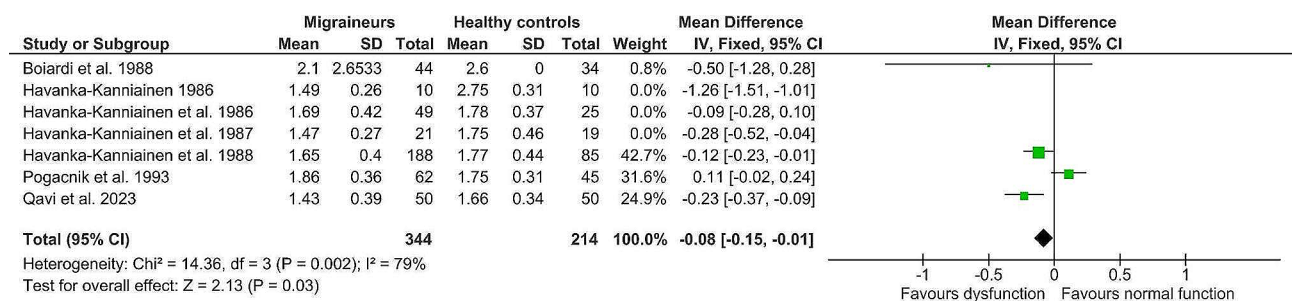 Migraineurs Healthy controls Mean Difference Mean Difference
Study or Subgroup Mean SD Total Mean SD Total Weight IV, Fixed, 95% CI IV, Fixed, 95% CI
Boiardi et al. 1988 2.1 2.6533 44 2.6 0 34 0.8% -0.50 [-1.28, 0.28]
Havanka-Kanniainen 1986 1.49 0.26 10 2.75 0.31 10 0.0% -1.26 [-1.51, -1.01]
Havanka-Kanniainen et al. 1986 1.69 0.42 49 1.78 0.37 25 0.0% -0.09 [-0.28, 0.10]
Havanka-Kanniainen et al. 1987 1.47 0.27 21 1.75 0.46 19 0.0% -0.28 [-0.52, -0.04]
Havanka-Kanniainen et al. 1988 1.65 0.4 188 1.77 0.44 85 42.7% -0.12 [-0.23, -0.01]
Pogacnik et al. 1993 1.86 0.36 62 1.75 0.31 45 31.6% 0.11 [-0.02, 0.24]
Qavi et al. 2023 1.43 0.39 50 1.66 0.34 50 24.9% -0.23 [-0.37, -0.09]
Total (95% CI) 344 214 100.0% -0.08 [-0.15, -0.01]
Heterogeneity: Chi² = 14.36, df = 3 (P = 0.002); I² = 79%
Test for overall effect: Z = 2.13 (P = 0.03)
-1 -0.5 0 0.5 1
Favours dysfunction Favours normal function